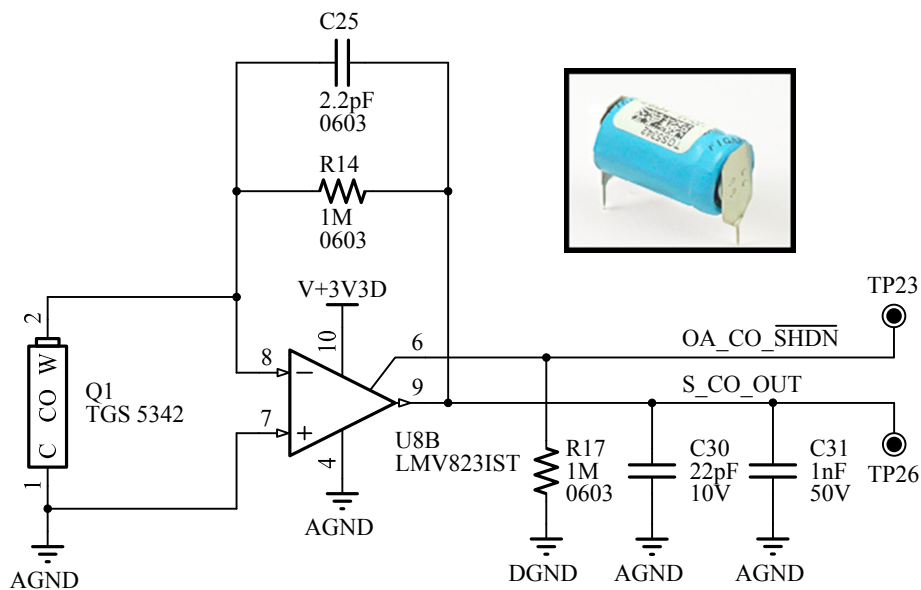 C25
2.2pF
0603
R14
1M
0603
V+3V3D
TGS5342
TP23
2
10
6
OA_CO_SHDN
8
−
W
CO
C
Q1
TGS 5342
9
S_CO_OUT
7
+
U8B
LMV823IST
R17
1M
0603
C30
22pF
10V
C31
1nF
50V
TP26
4
1
AGND
AGND
DGND
AGND
AGND